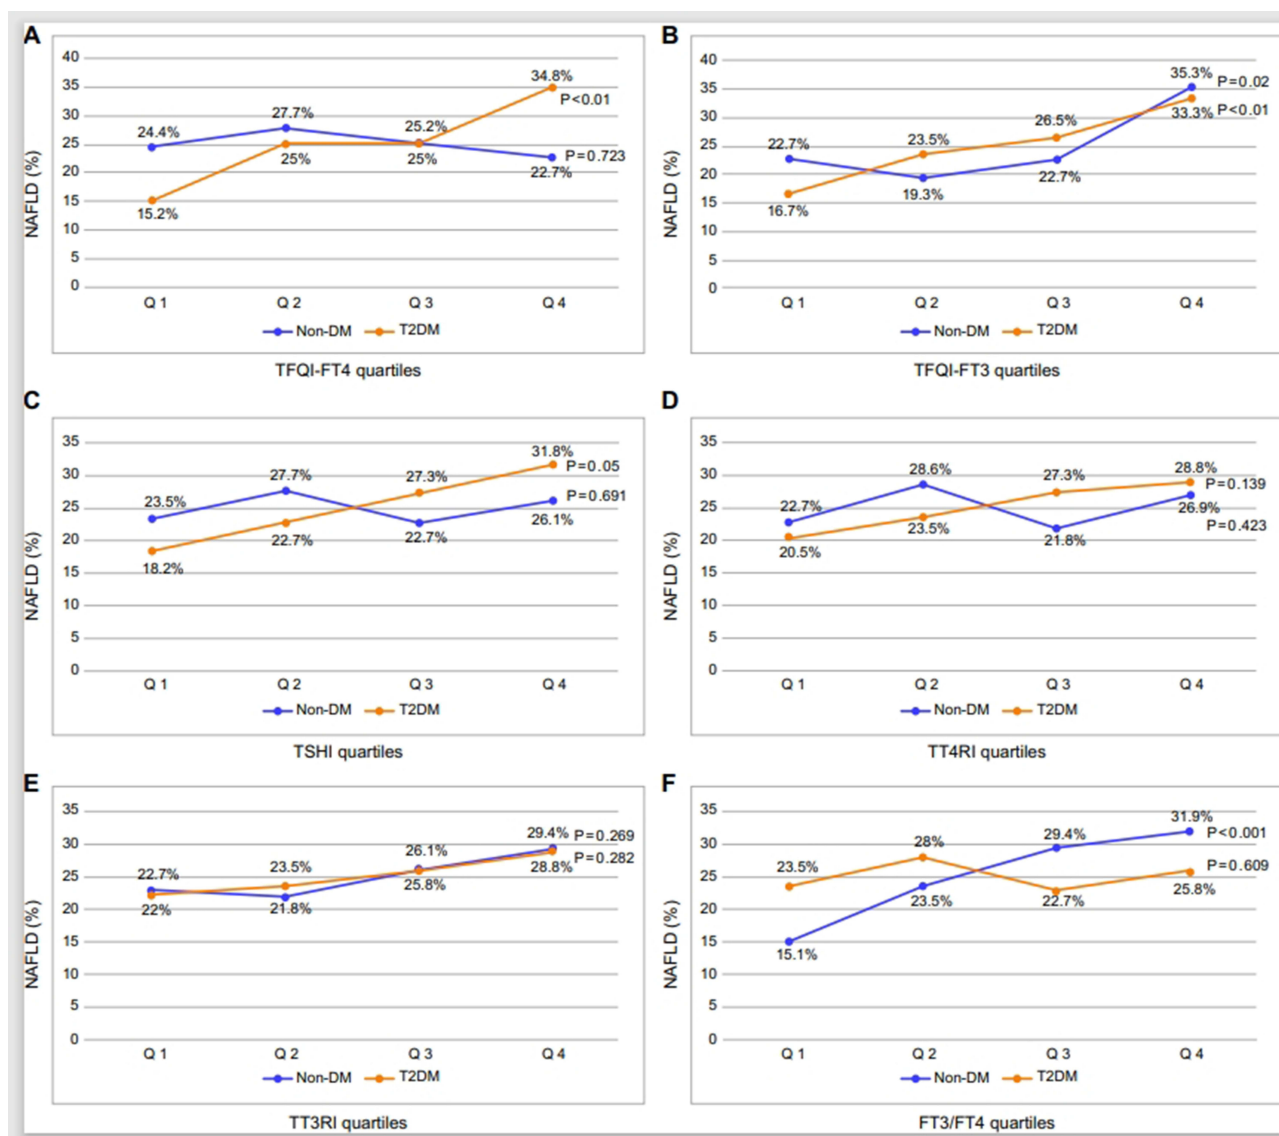 A
40
35
30
25
20
15
10
5
0
NAFLD (%)
24.4%
27.7%
25.2%
34.8%
P<0.01
15.2%
25%
25%
P=0.723
22.7%
Q 1
Q 2
Q 3
Q 4
Non-DM
T2DM
TFQI-FT4 quartiles
B
40
35
30
25
20
15
10
5
0
NAFLD (%)
22.7%
23.5%
26.5%
35.3%
P=0.02
33.3%
P<0.01
16.7%
19.3%
22.7%
Q 1
Q 2
Q 3
Q 4
Non-DM
T2DM
TFQI-FT3 quartiles
C
35
30
25
20
15
10
5
0
NAFLD (%)
23.5%
27.7%
27.3%
31.8%
P=0.05
P=0.691
26.1%
18.2%
22.7%
22.7%
Q 1
Q 2
Q 3
Q 4
Non-DM
T2DM
TSHI quartiles
D
35
30
25
20
15
10
5
0
NAFLD (%)
22.7%
28.6%
27.3%
28.8%
P=0.139
26.9%
P=0.423
20.5%
23.5%
21.8%
Q 1
Q 2
Q 3
Q 4
Non-DM
T2DM
TT4RI quartiles
E
35
30
25
20
15
10
5
0
NAFLD (%)
22.7%
23.5%
26.1%
29.4%
P=0.269
P=0.282
28.8%
22%
21.8%
25.8%
Q 1
Q 2
Q 3
Q 4
Non-DM
T2DM
TT3RI quartiles
F
35
30
25
20
15
10
5
0
NAFLD (%)
23.5%
28%
29.4%
31.9%
P<0.001
P=0.609
25.8%
15.1%
23.5%
22.7%
Q 1
Q 2
Q 3
Q 4
Non-DM
T2DM
FT3/FT4 quartiles